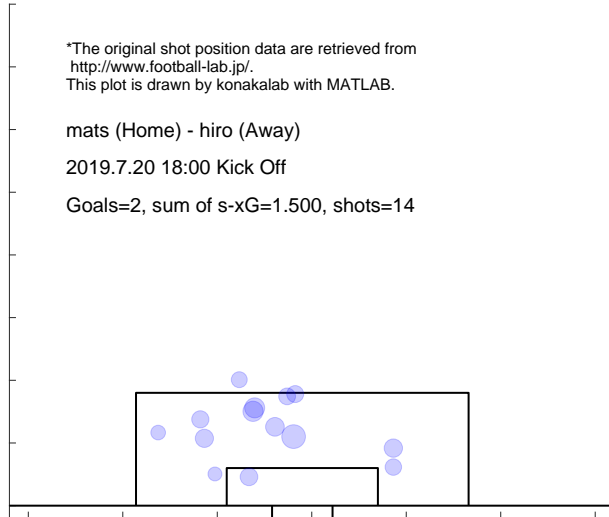 *The original shot position data are retrieved from
http://www.football-lab.jp/.
This plot is drawn by konakalab with MATLAB.
mats (Home) - hiro (Away)
2019.7.20 18:00 Kick Off
Goals=2, sum of s-xG=1.500, shots=14